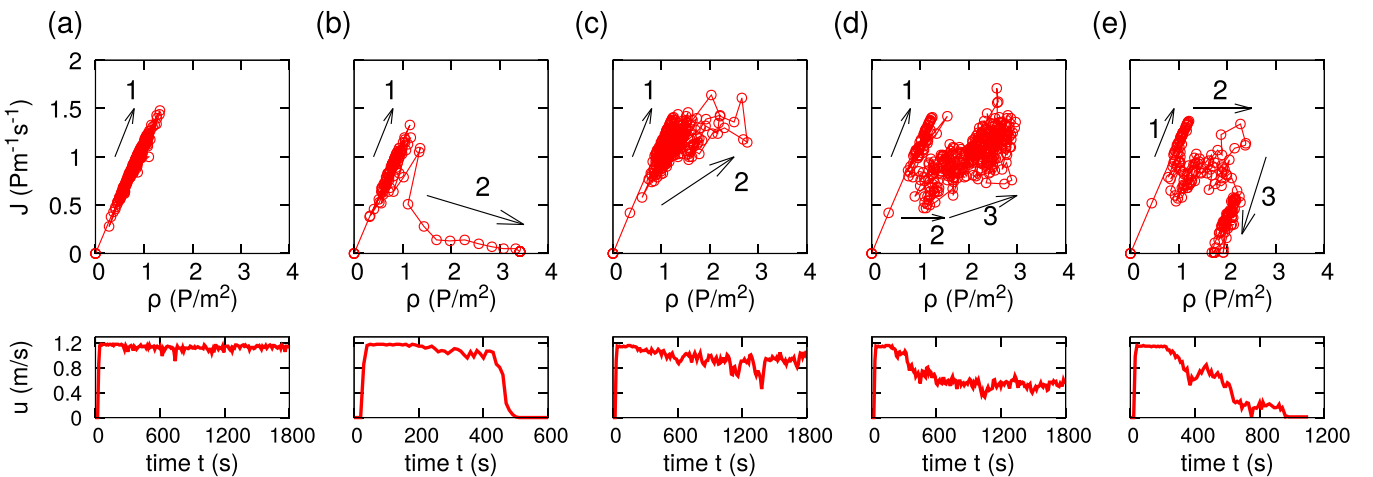 (a) (b) (c) (d) (e)
2
1.5
1
0.5
0
J (Pm⁻¹s⁻¹)
1
1
2
1
2
1
2
3
1
2
3
0 1 2 3 4
0 1 2 3 4
0 1 2 3 4
0 1 2 3 4
0 1 2 3 4
ρ (P/m²) ρ (P/m²) ρ (P/m²) ρ (P/m²) ρ (P/m²)
1.2
0.8
0.4
0
u (m/s)
0 600 1200 1800
0 200 400 600
0 600 1200 1800
0 600 1200 1800
0 400 800 1200
time t (s) time t (s) time t (s) time t (s) time t (s)